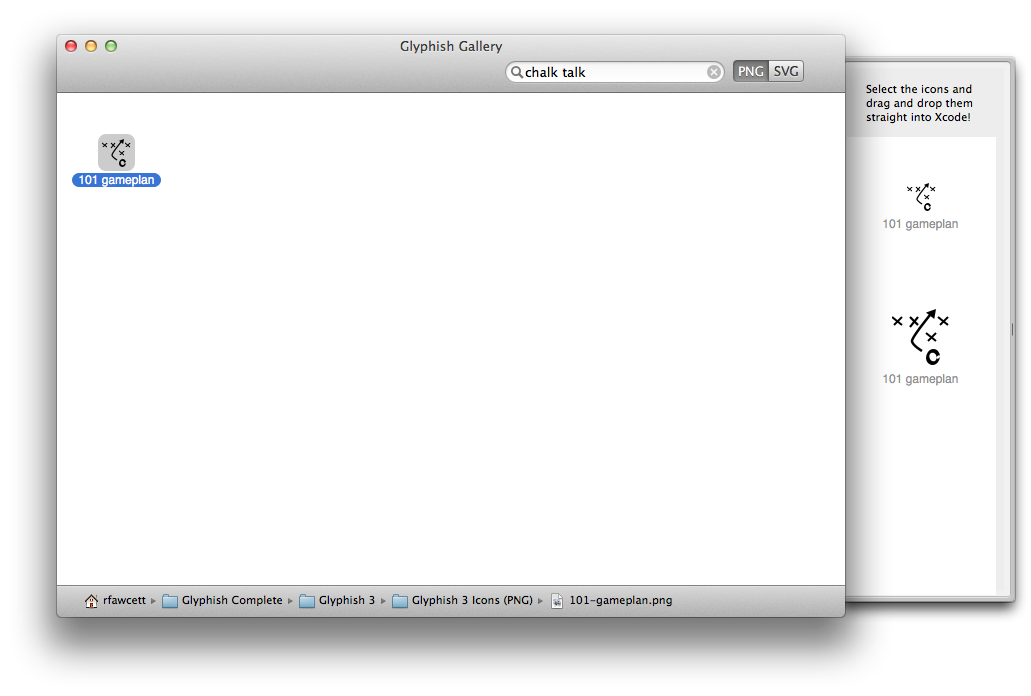 Glyphish Gallery
chalk talk
PNG SVG
Select the icons and
drag and drop them
straight into Xcode!
101 gameplan
101 gameplan
101 gameplan
rfawcett ▸ Glyphish Complete ▸ Glyphish 3 ▸ Glyphish 3 Icons (PNG) ▸ 101-gameplan.png